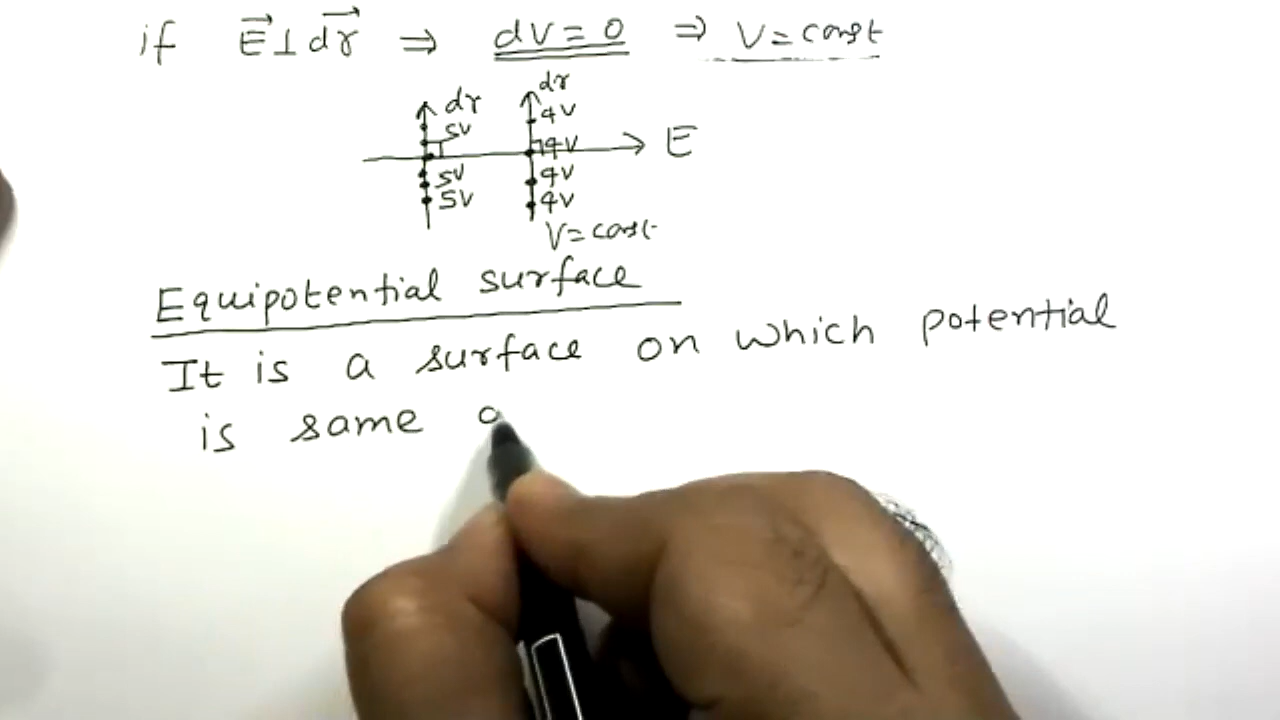 if E⃗ ⊥ dr⃗ ⇒ dV = 0 ⇒ V = const
dr dr
5V 4V
4V E
5V 4V
5V 4V
V = const
Equipotential surface
It is a surface on which potential
is same